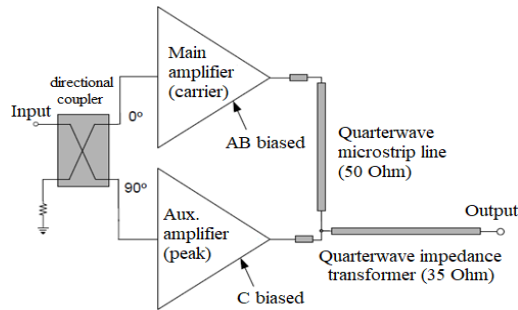 directional
coupler
Input
0º
90º
Main
amplifier
(carrier)
AB biased
Quarterwave
microstrip line
(50 Ohm)
Aux.
amplifier
(peak)
C biased
Output
Quarterwave impedance
transformer (35 Ohm)